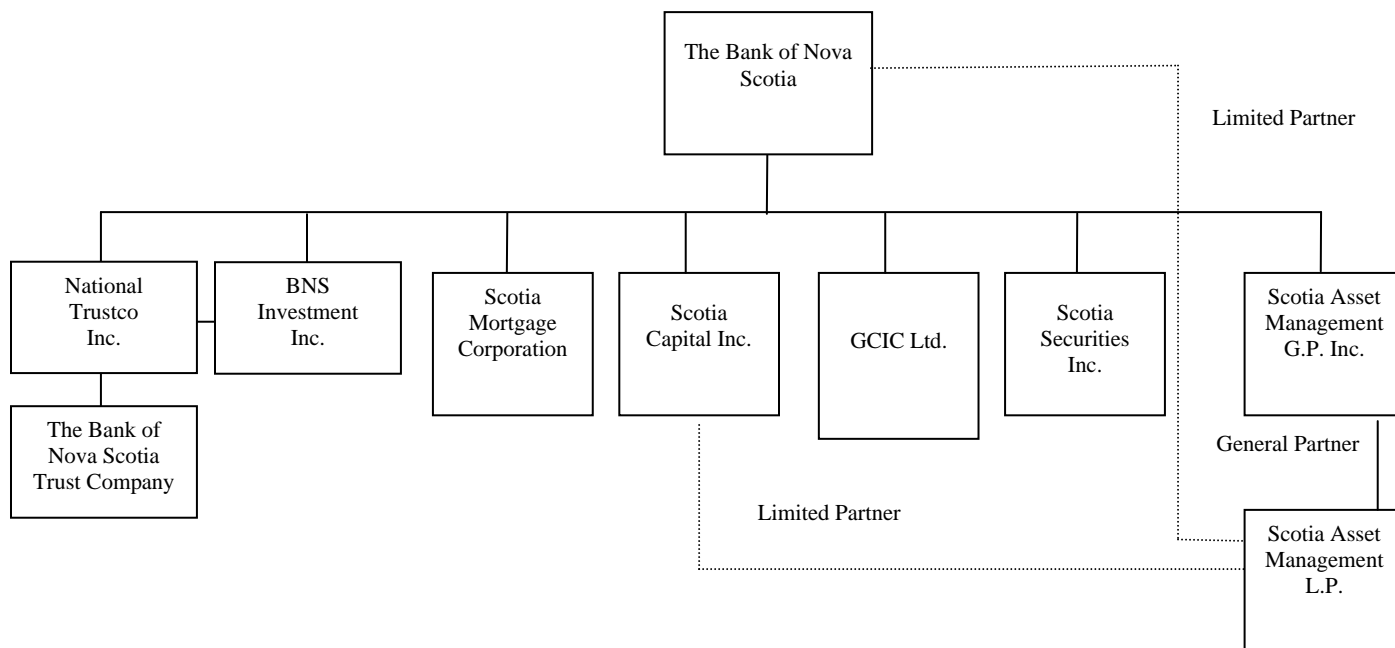 The Bank of Nova
Scotia
Limited Partner
National
Trustco
Inc.
BNS
Investment
Inc.
Scotia
Mortgage
Corporation
Scotia
Capital Inc.
GCIC Ltd.
Scotia
Securities
Inc.
Scotia Asset
Management
G.P. Inc.
The Bank of
Nova Scotia
Trust Company
General Partner
Limited Partner
Scotia Asset
Management
L.P.